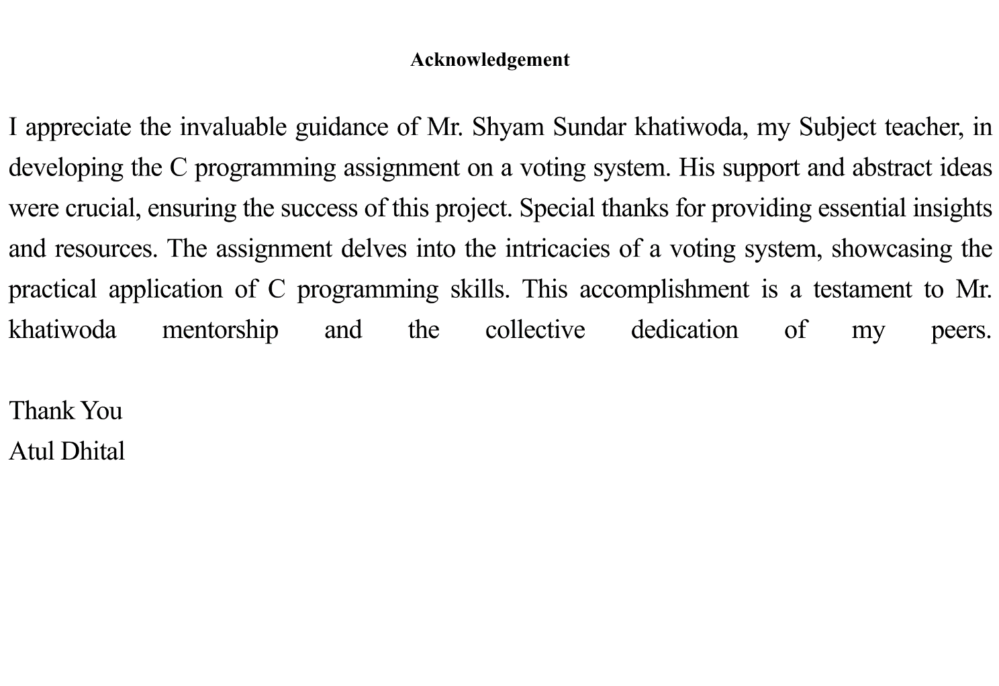 Acknowledgement
I appreciate the invaluable guidance of Mr. Shyam Sundar khatiwoda, my Subject teacher, in
developing the C programming assignment on a voting system. His support and abstract ideas
were crucial, ensuring the success of this project. Special thanks for providing essential insights
and resources. The assignment delves into the intricacies of a voting system, showcasing the
practical application of C programming skills. This accomplishment is a testament to Mr.
khatiwoda mentorship and the collective dedication of my peers.
Thank You
Atul Dhital